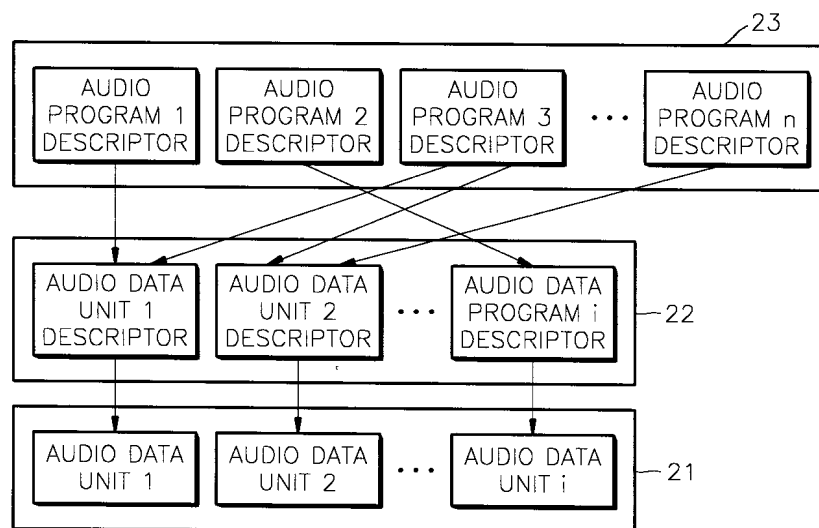 23
AUDIO
PROGRAM 1
DESCRIPTOR
AUDIO
PROGRAM 2
DESCRIPTOR
AUDIO
PROGRAM 3
DESCRIPTOR
•••
AUDIO
PROGRAM n
DESCRIPTOR
AUDIO DATA
UNIT 1
DESCRIPTOR
AUDIO DATA
UNIT 2
DESCRIPTOR
•••
AUDIO DATA
PROGRAM i
DESCRIPTOR
22
AUDIO DATA
UNIT 1
AUDIO DATA
UNIT 2
•••
AUDIO DATA
UNIT i
21